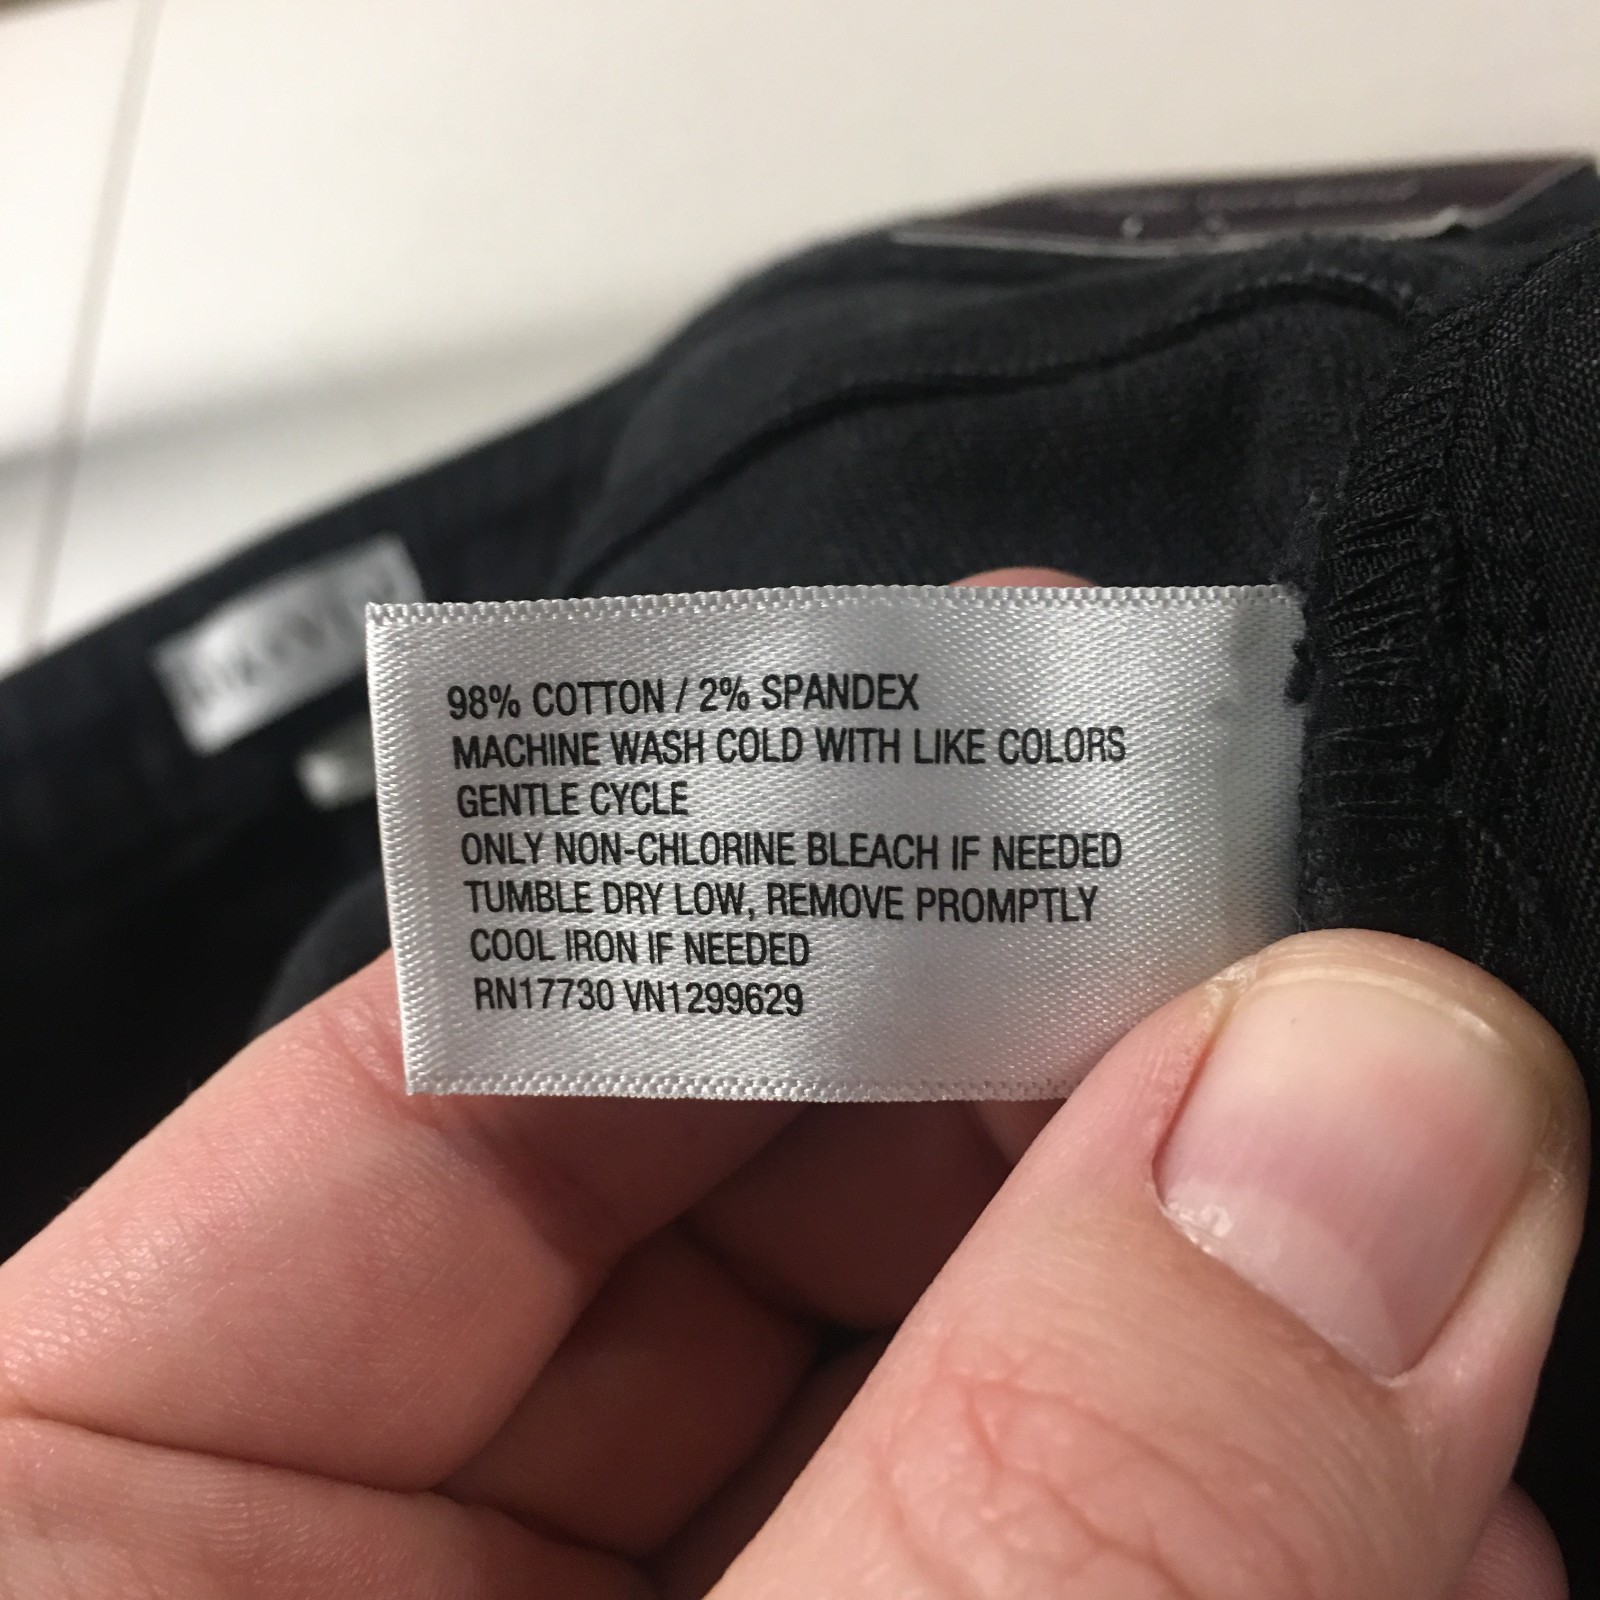 98% COTTON / 2% SPANDEX
MACHINE WASH COLD WITH LIKE COLORS
GENTLE CYCLE
ONLY NON-CHLORINE BLEACH IF NEEDED
TUMBLE DRY LOW, REMOVE PROMPTLY
COOL IRON IF NEEDED
RN17730 VN1299629